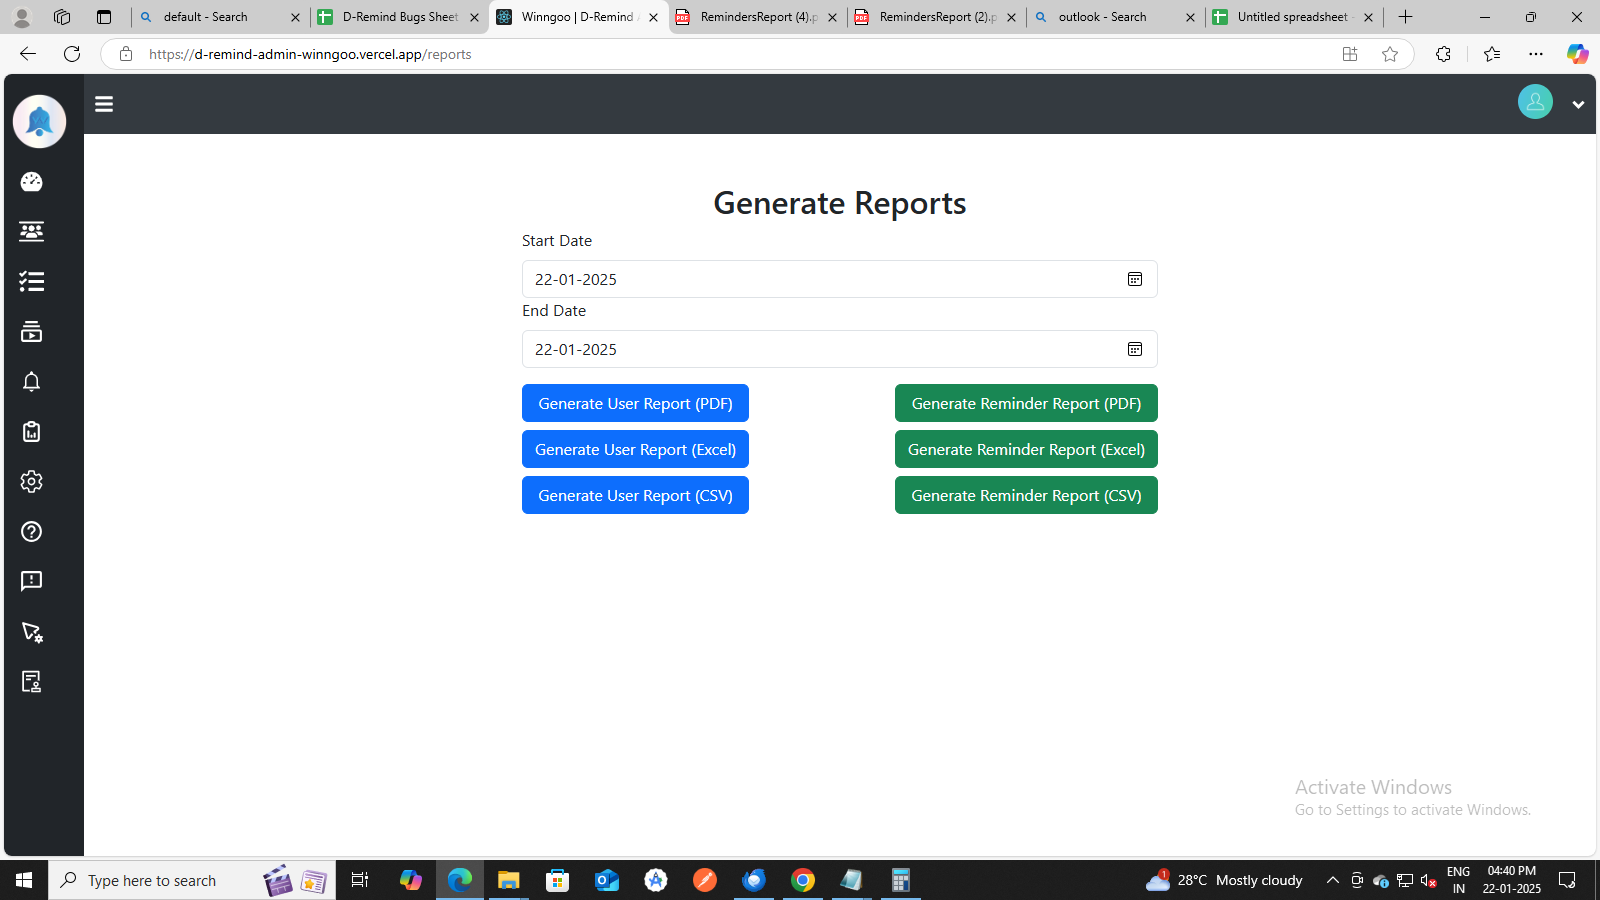 default - Search
D-Remind Bugs Sheet
Winngoo | D-Remind
RemindersReport (4).p
RemindersReport (2).p
outlook - Search
Untitled spreadsheet
https://d-remind-admin-winngoo.vercel.app/reports
Generate Reports
Start Date
22-01-2025
End Date
22-01-2025
Generate User Report (PDF)
Generate Reminder Report (PDF)
Generate User Report (Excel)
Generate Reminder Report (Excel)
Generate User Report (CSV)
Generate Reminder Report (CSV)
Activate Windows
Go to Settings to activate Windows.
Type here to search
1
28°C Mostly cloudy
ENG
IN
04:40 PM
22-01-2025